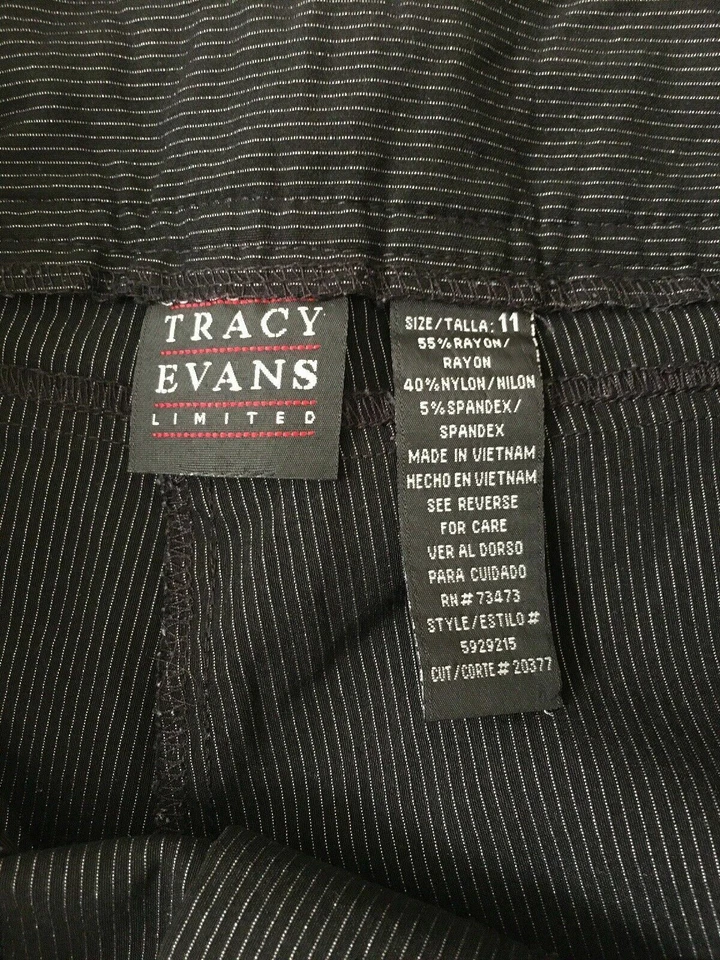 TRACY
EVANS
LIMITED
SIZE/TALLA: 11
55%RAYON/
RAYON
40%NYLON/NILON
5%SPANDEX/
SPANDEX
MADE IN VIETNAM
HECHO EN VIETNAM
SEE REVERSE
FOR CARE
VER AL DORSO
PARA CUIDADO
RN#73473
STYLE/ESTILO#
5929215
CUT/CORTE#20377